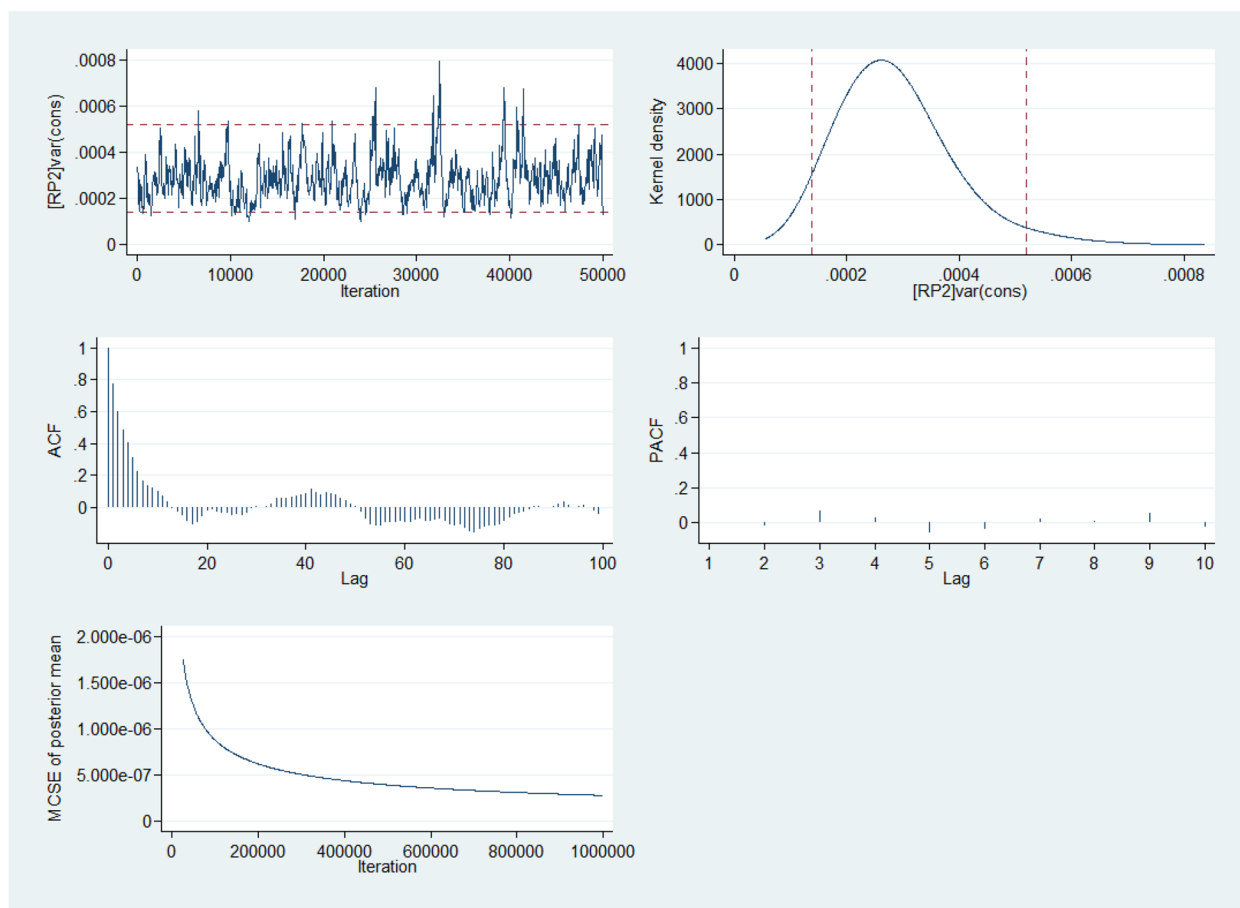 [RP2]var(cons)
.0008
.0006
.0004
.0002
0
0 10000 20000 30000 40000 50000
Iteration
Kernel density
4000
3000
2000
1000
0
0 .0002 .0004 .0006 .0008
[RP2]var(cons)
ACF
1
.8
.6
.4
.2
0
0 20 40 60 80 100
Lag
PACF
1
.8
.6
.4
.2
0
1 2 3 4 5 6 7 8 9 10
Lag
MCSE of posterior mean
2.000e-06
1.500e-06
1.000e-06
5.000e-07
0
0 200000 400000 600000 800000 1000000
Iteration